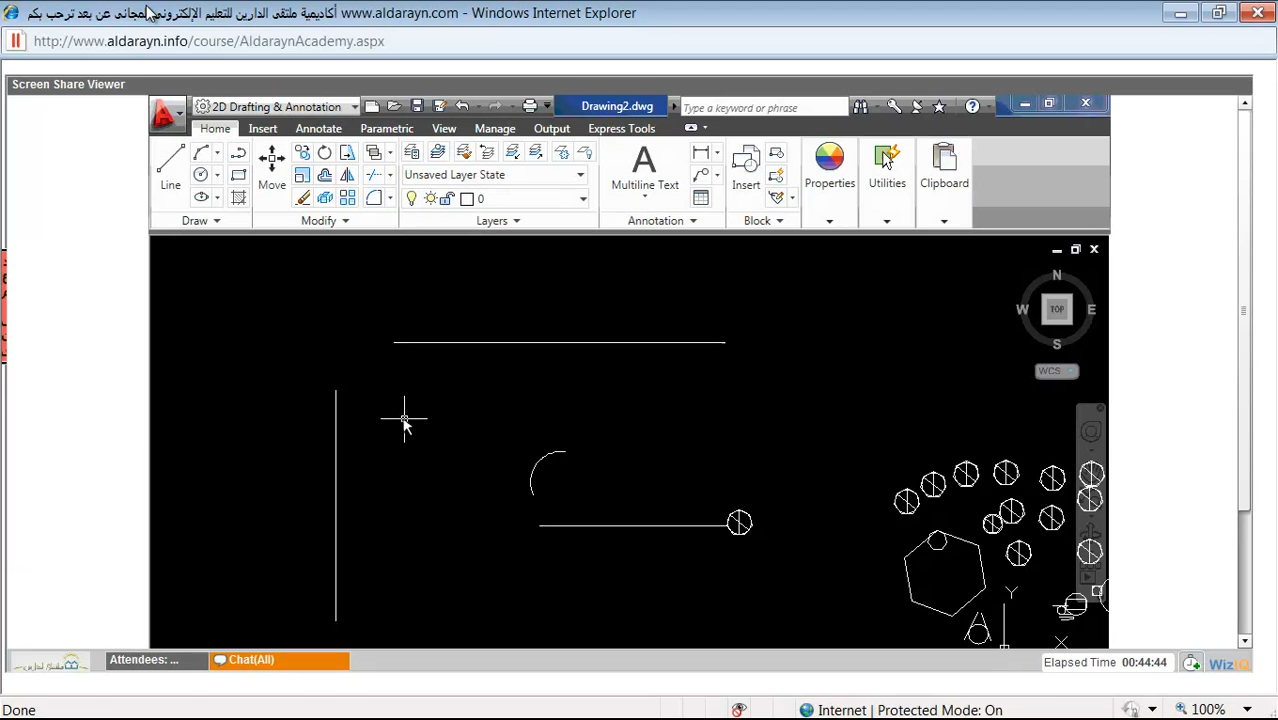 أكاديمية ملتقى الدارين للتعليم الإلكتروني المجانى عن بعد ترحب بكم www.aldarayn.com - Windows Internet Explorer
http://www.aldarayn.info/course/AldaraynAcademy.aspx
Screen Share Viewer
2D Drafting & Annotation
Drawing2.dwg
Type a keyword or phrase
Home Insert Annotate Parametric View Manage Output Express Tools
Line
Move
Unsaved Layer State
0
Multiline Text
Insert
Properties
Utilities
Clipboard
Draw
Modify
Layers
Annotation
Block
N
W
TOP
E
S
WCS
Y
X
Attendees: ...
Chat(All)
Elapsed Time 00:44:44
WizIQ
Done
Internet | Protected Mode: On
100%